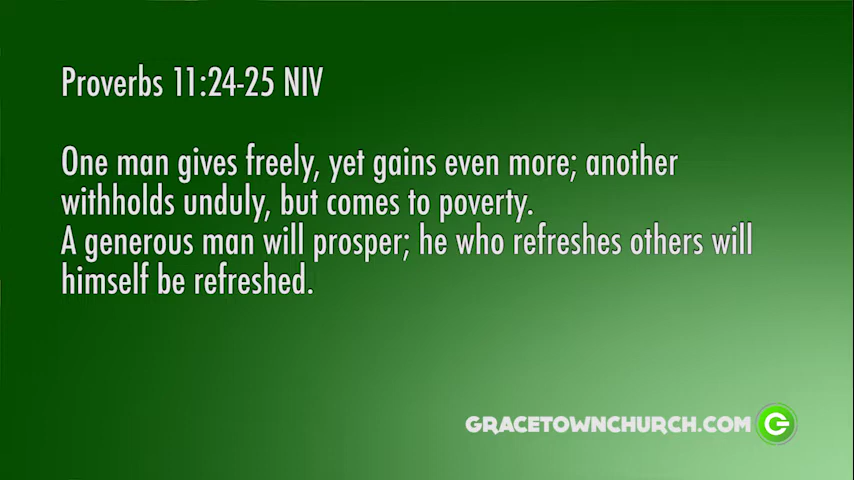 Proverbs 11:24-25 NIV
One man gives freely, yet gains even more; another
withholds unduly, but comes to poverty.
A generous man will prosper; he who refreshes others will
himself be refreshed.
GRACETOWNCHURCH.COM G